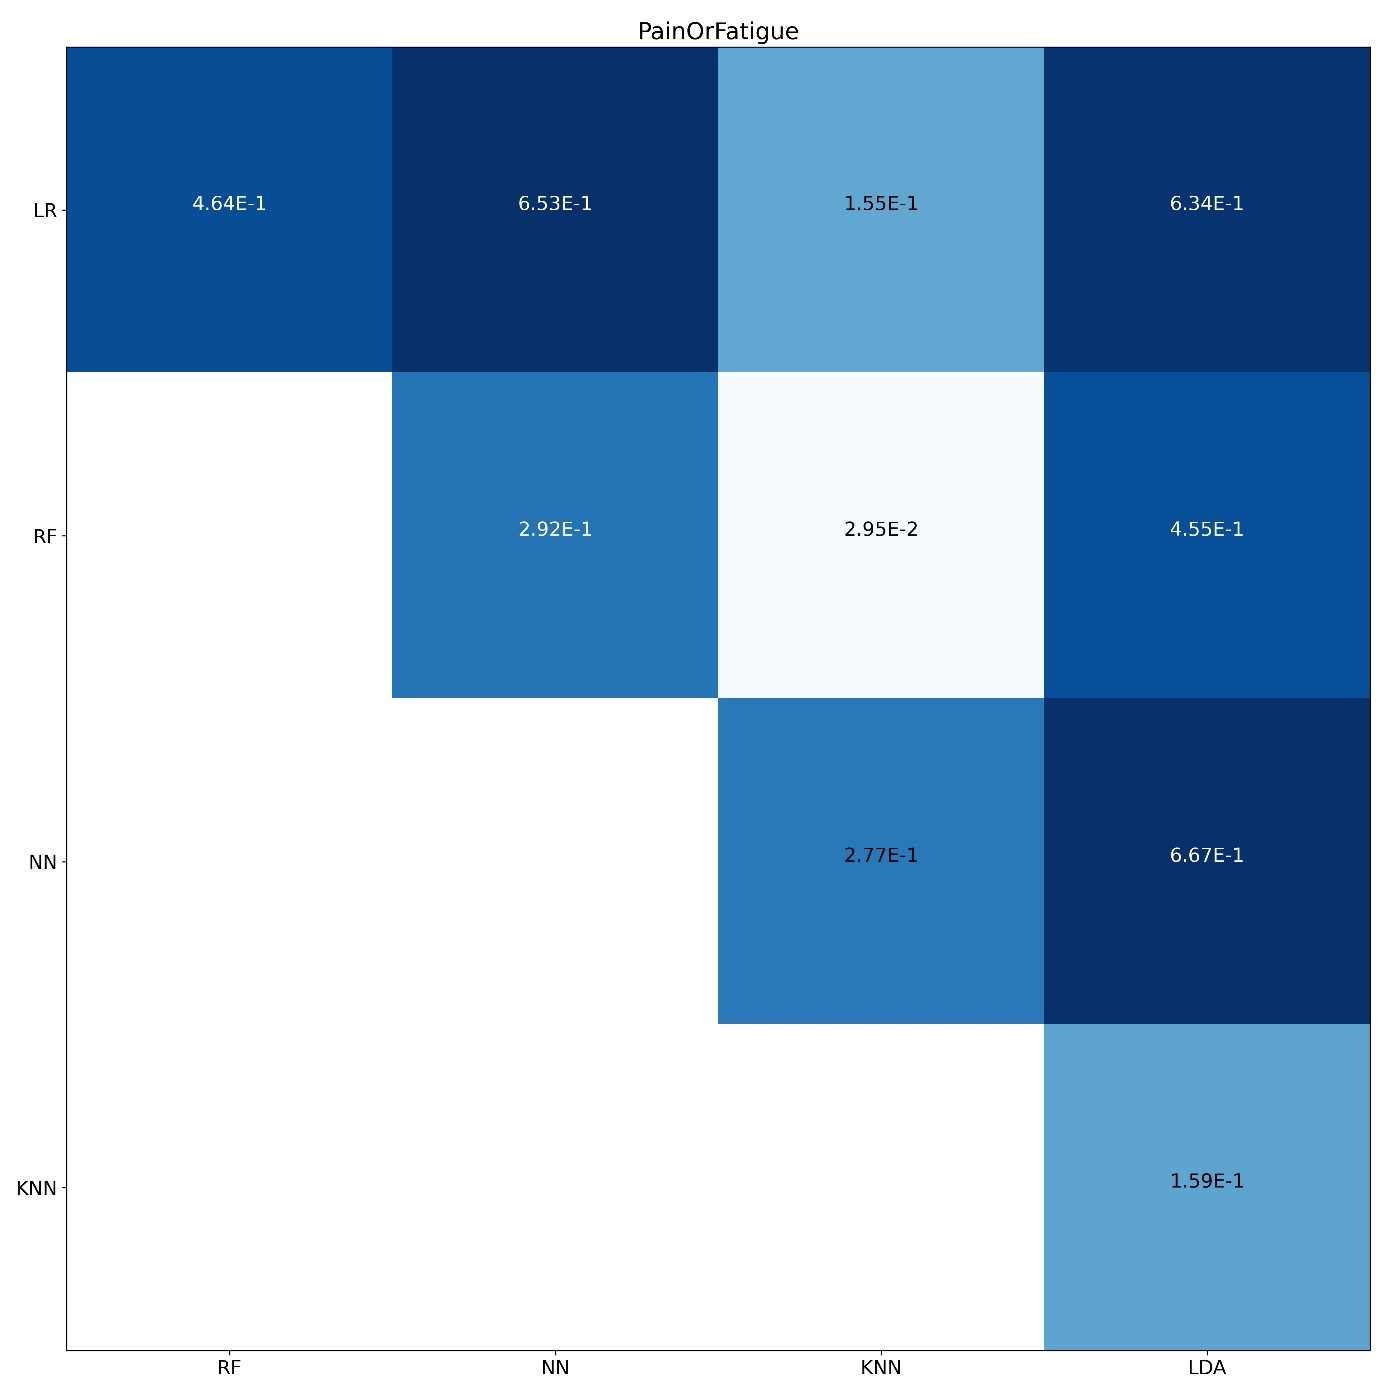 PainOrFatigue
LR 4.64E-1 6.53E-1 1.55E-1 6.34E-1
RF 2.92E-1 2.95E-2 4.55E-1
NN 2.77E-1 6.67E-1
KNN 1.59E-1
RF NN KNN LDA